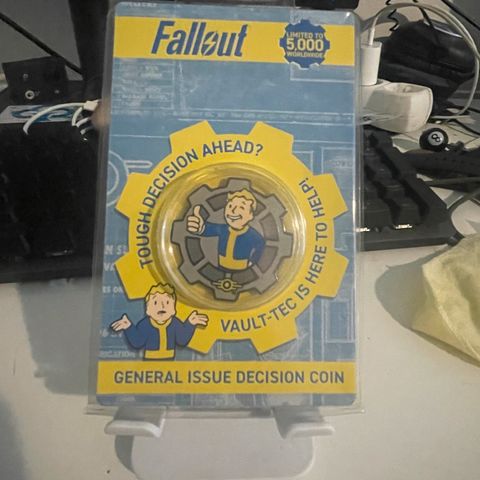 Fallout
LIMITED TO
5,000
WORLDWIDE
TOUGH DECISION AHEAD?
VAULT-TEC IS HERE TO HELP!
GENERAL ISSUE DECISION COIN